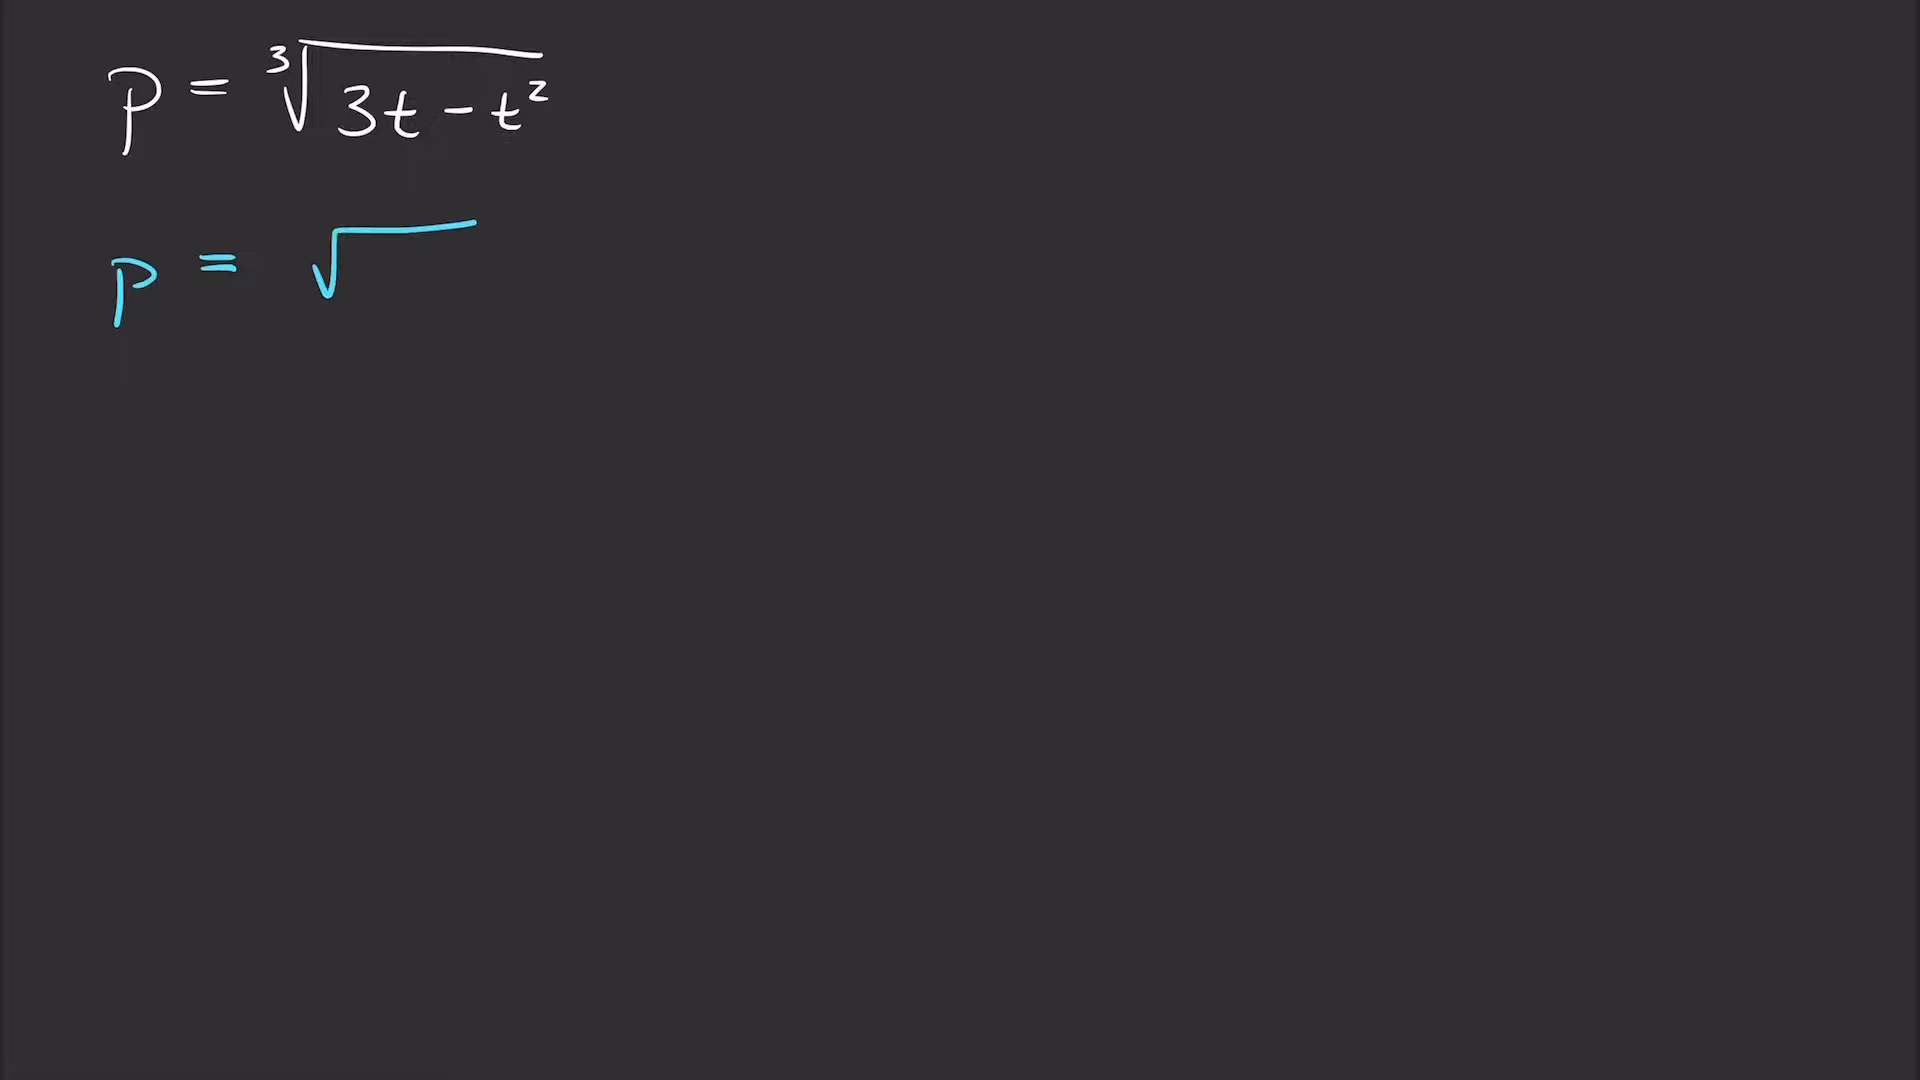 p = ∛(3t - t²)
p = √